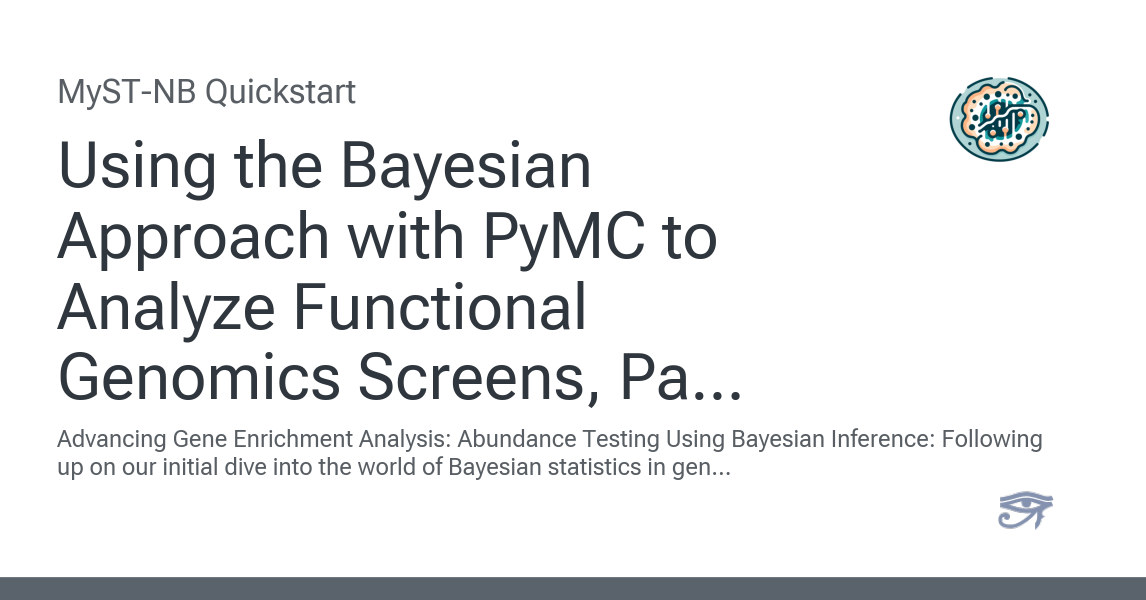 MyST-NB Quickstart
Using the Bayesian
Approach with PyMC to
Analyze Functional
Genomics Screens, Pa...
Advancing Gene Enrichment Analysis: Abundance Testing Using Bayesian Inference: Following
up on our initial dive into the world of Bayesian statistics in gen...